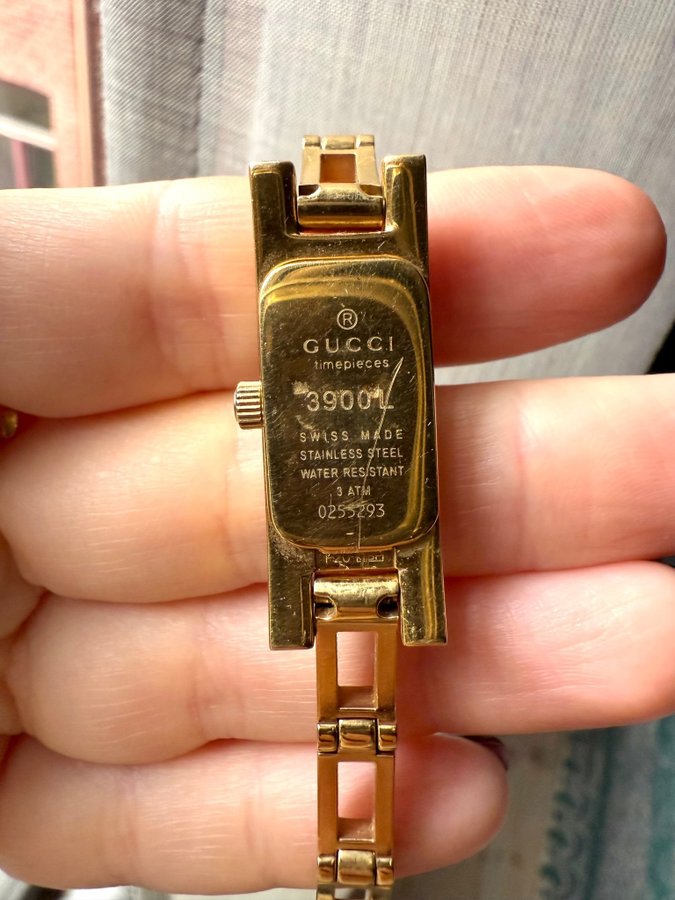 ®
GUCCI
timepieces
3900L
SWISS MADE
STAINLESS STEEL
WATER RESISTANT
3 ATM
0255293